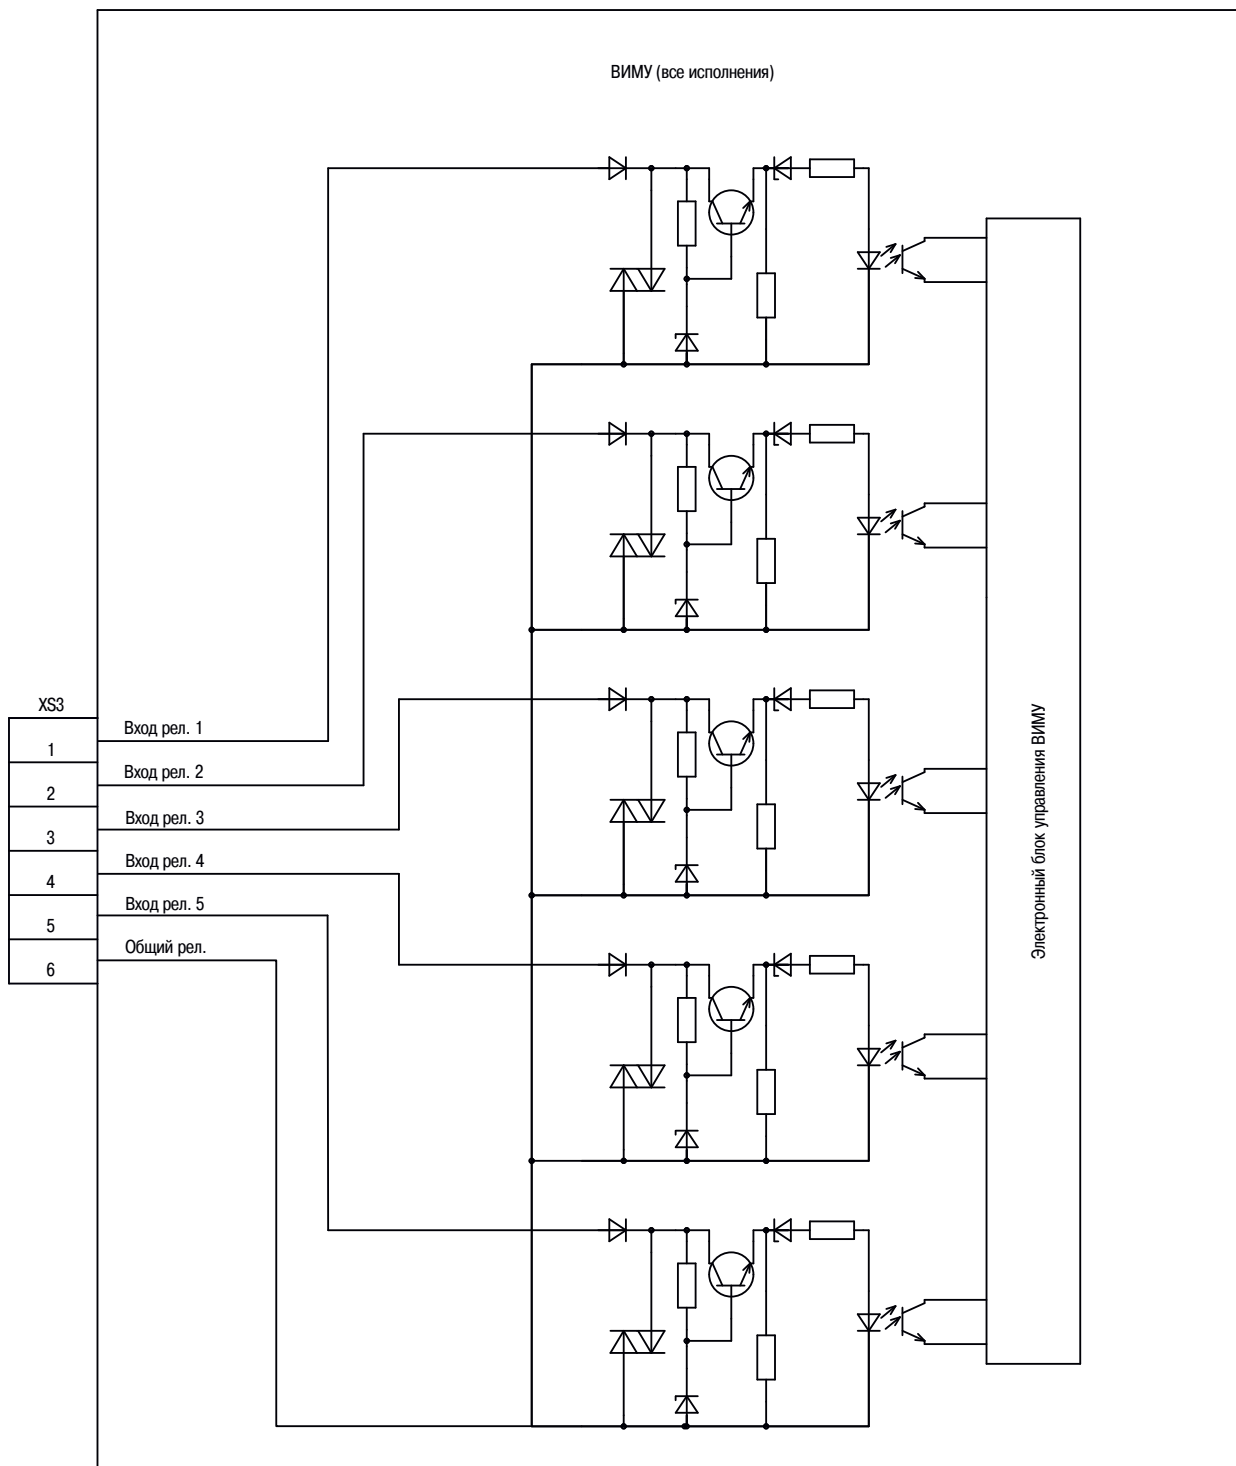 ВИМУ (все исполнения)
XS3
1
Вход рел. 1
2
Вход рел. 2
3
Вход рел. 3
4
Вход рел. 4
5
Вход рел. 5
6
Общий рел.
Электронный блок управления ВИМУ